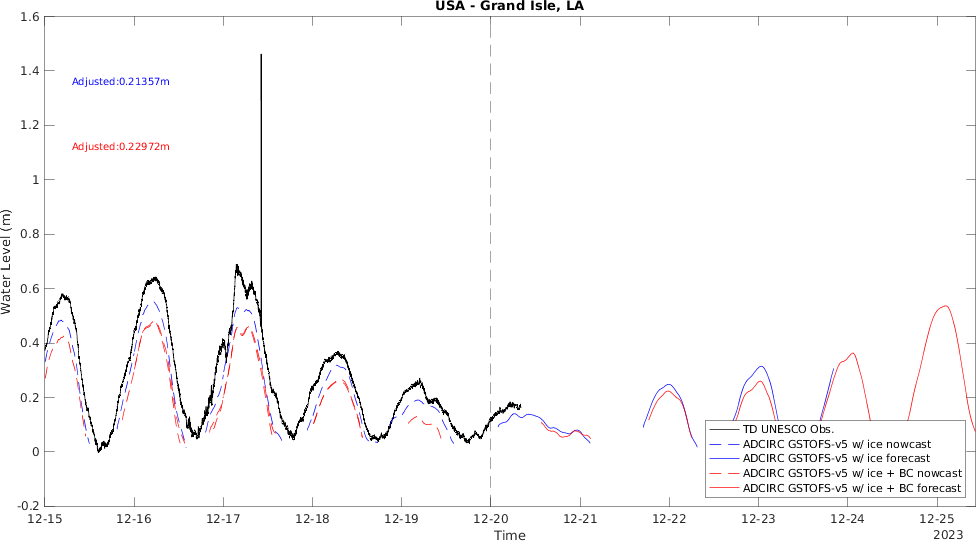 USA - Grand Isle, LA
1.6
1.4
1.2
1
0.8
0.6
0.4
0.2
0
-0.2
Water Level (m)
Adjusted:0.21357m
Adjusted:0.22972m
TD UNESCO Obs.
ADCIRC GSTOFS-v5 w/ ice nowcast
ADCIRC GSTOFS-v5 w/ ice forecast
ADCIRC GSTOFS-v5 w/ ice + BC nowcast
ADCIRC GSTOFS-v5 w/ ice + BC forecast
12-15 12-16 12-17 12-18 12-19 12-20 12-21 12-22 12-23 12-24 12-25
Time
2023